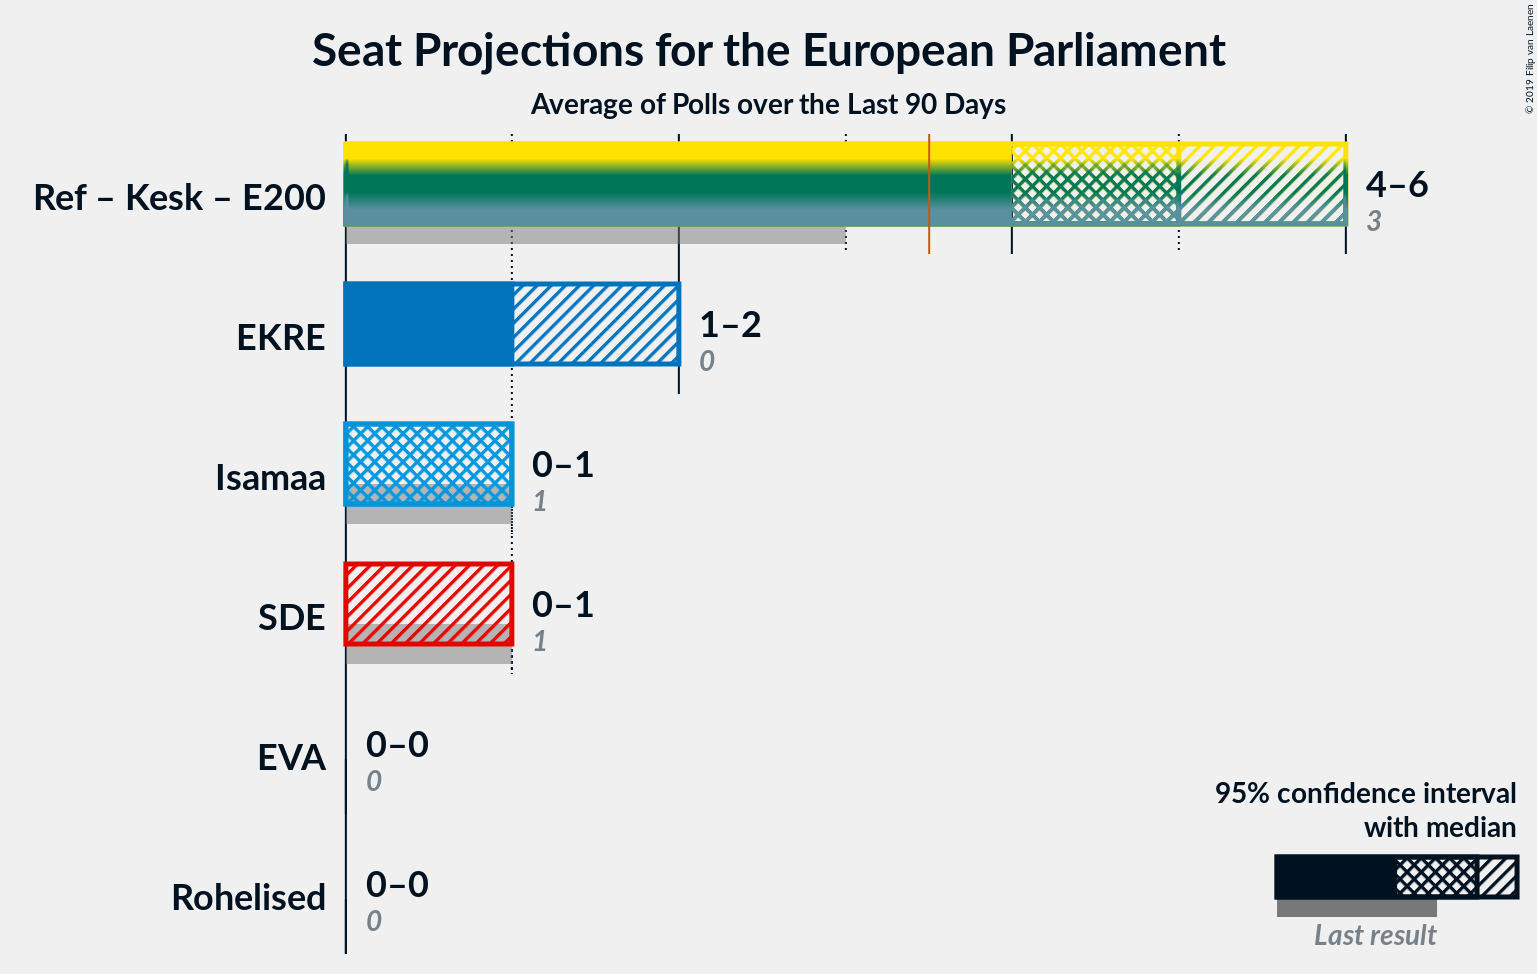 Seat Projections for the European Parliament
Average of Polls over the Last 90 Days
© 2019 Filip van Laenen
Ref – Kesk – E200
4–6
3
EKRE
1–2
0
Isamaa
0–1
1
SDE
0–1
1
EVA
0–0
0
Rohelised
0–0
0
95% confidence interval
with median
Last result